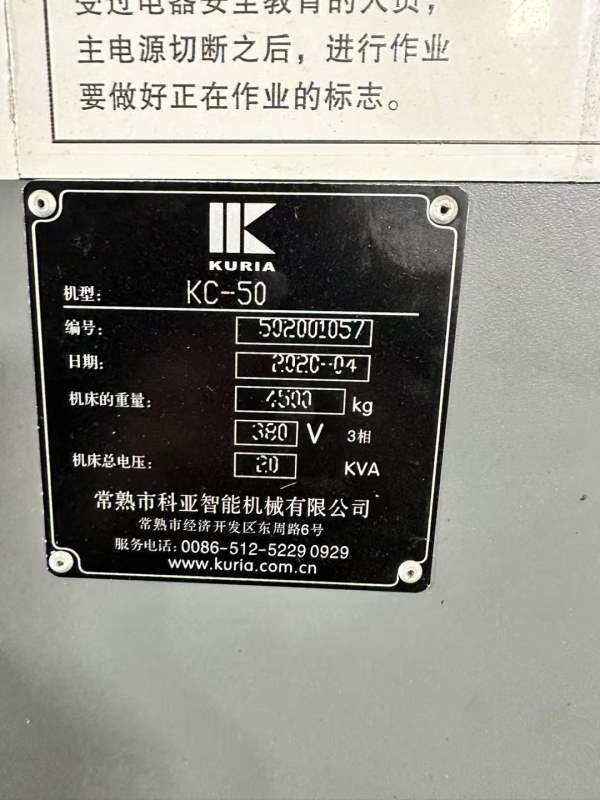 受过电器安全教育的人员，
主电源切断之后，进行作业
要做好正在作业的标志。
KURIA
机型： KC-50
编号： 502001057
日期： 2020-04
机床的重量： 4500 kg
380 V 3相
机床总电压： 20 KVA
常熟市科亚智能机械有限公司
常熟市经济开发区东周路6号
服务电话：0086-512-5229 0929
www.kuria.com.cn